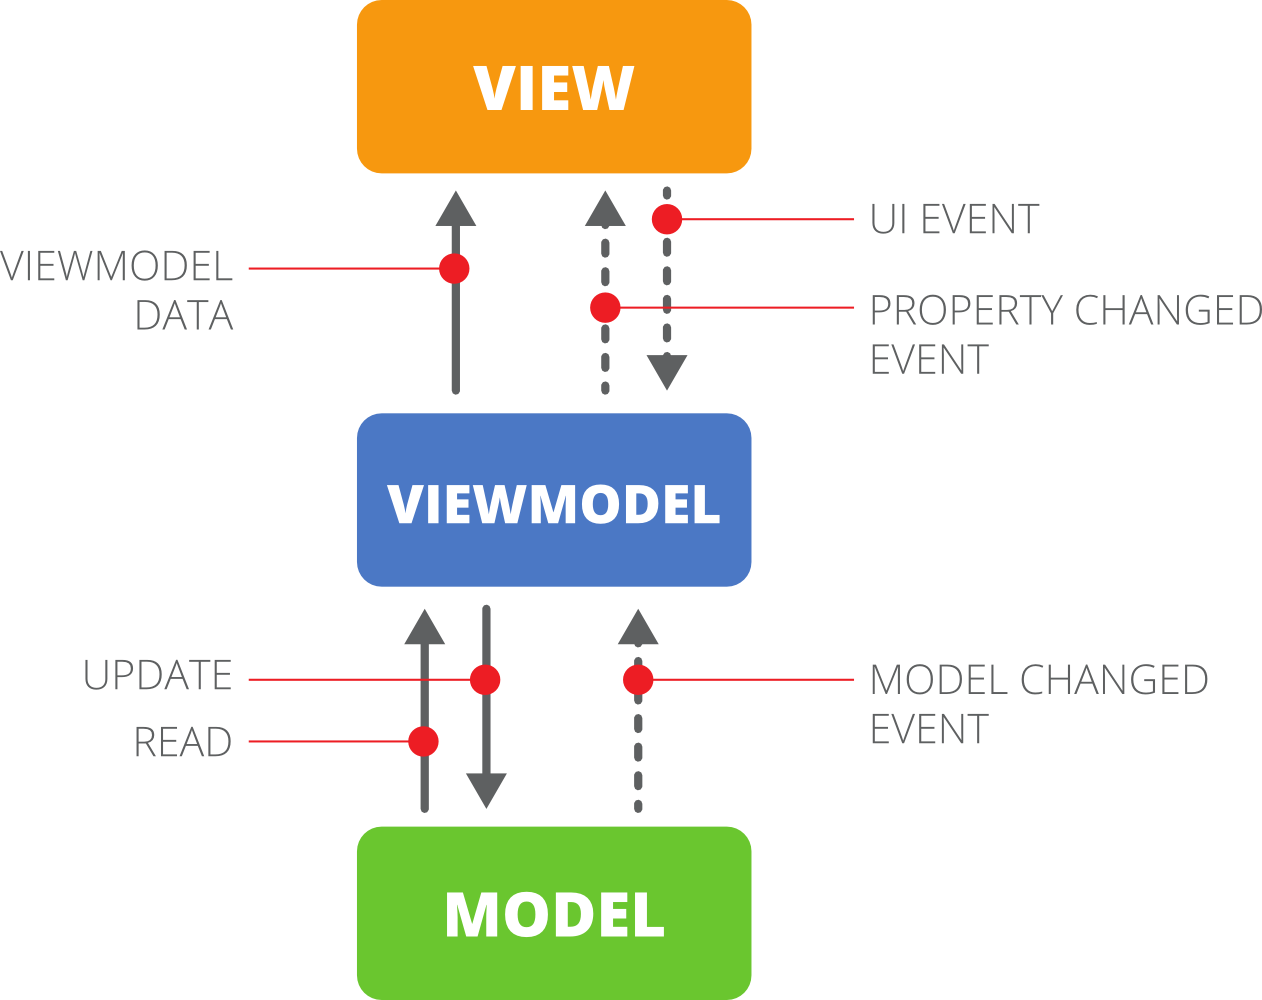 VIEW
UI EVENT
VIEWMODEL
DATA
PROPERTY CHANGED
EVENT
VIEWMODEL
UPDATE
READ
MODEL CHANGED
EVENT
MODEL